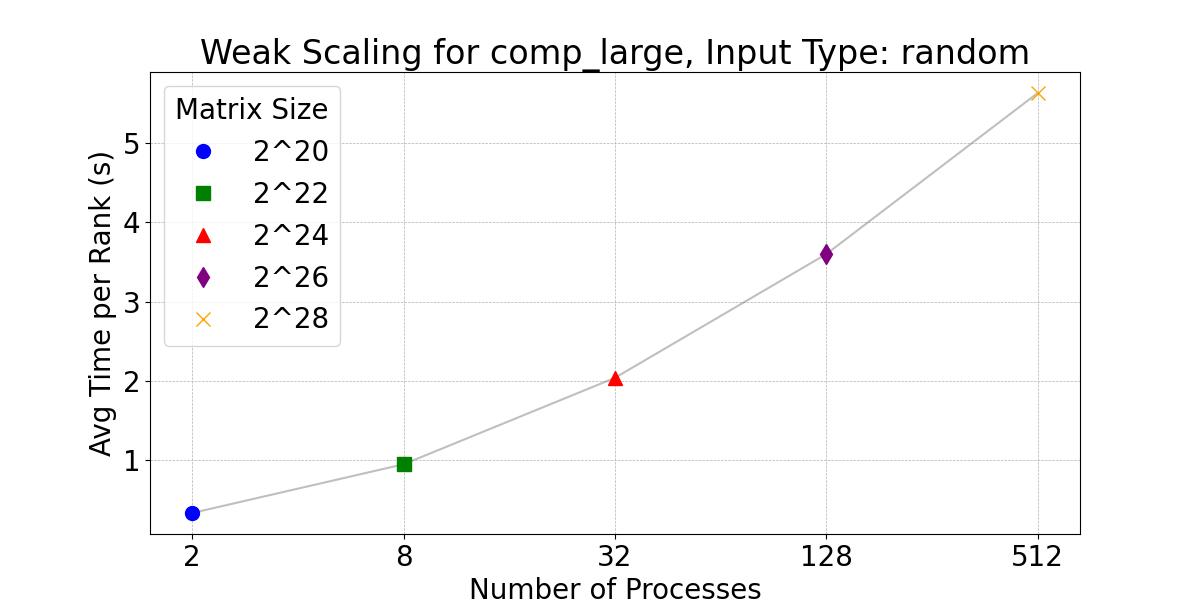 Weak Scaling for comp_large, Input Type: random
Matrix Size
2^20
2^22
2^24
2^26
2^28
Avg Time per Rank (s)
5
4
3
2
1
2 8 32 128 512
Number of Processes